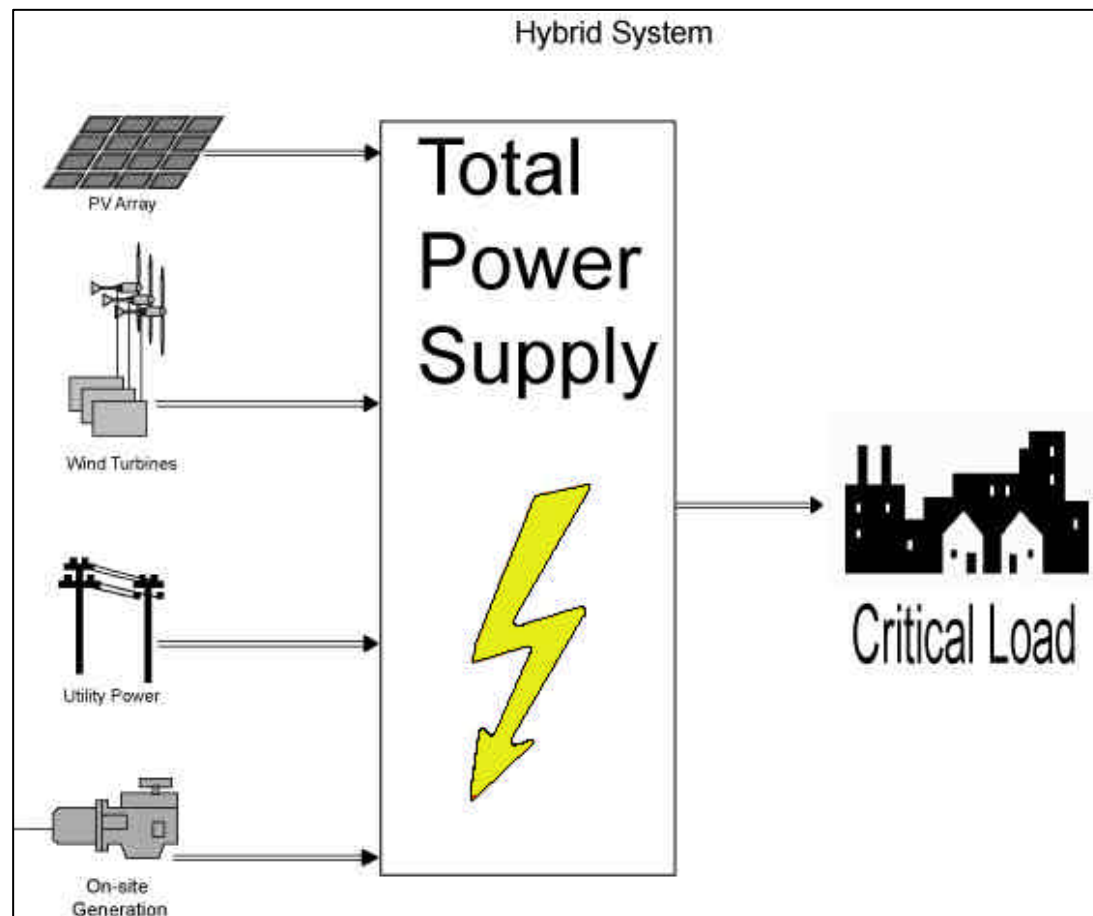 Hybrid System
PV Array
Wind Turbines
Utility Power
On-site
Generation
Total
Power
Supply
Critical Load